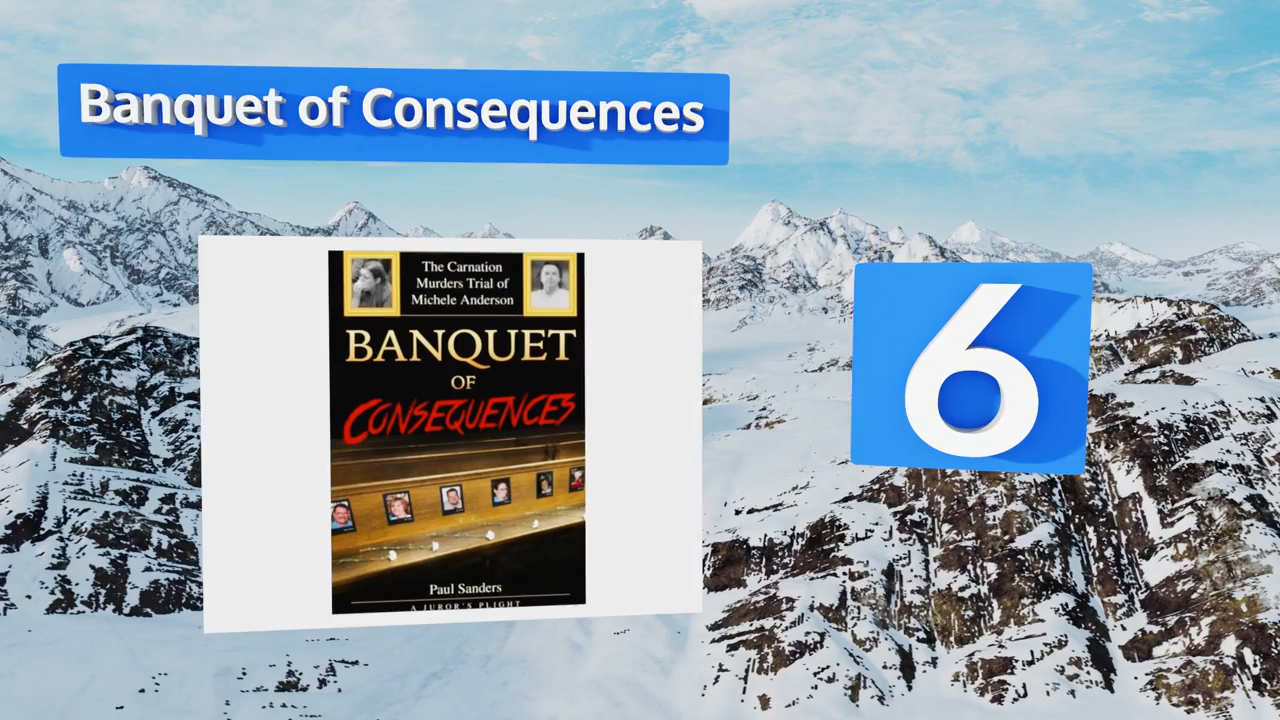 Banquet of Consequences
The Carnation
Murders Trial of
Michele Anderson
BANQUET
OF
CONSEQUENCES
Paul Sanders
A JUROR'S PLIGHT
6